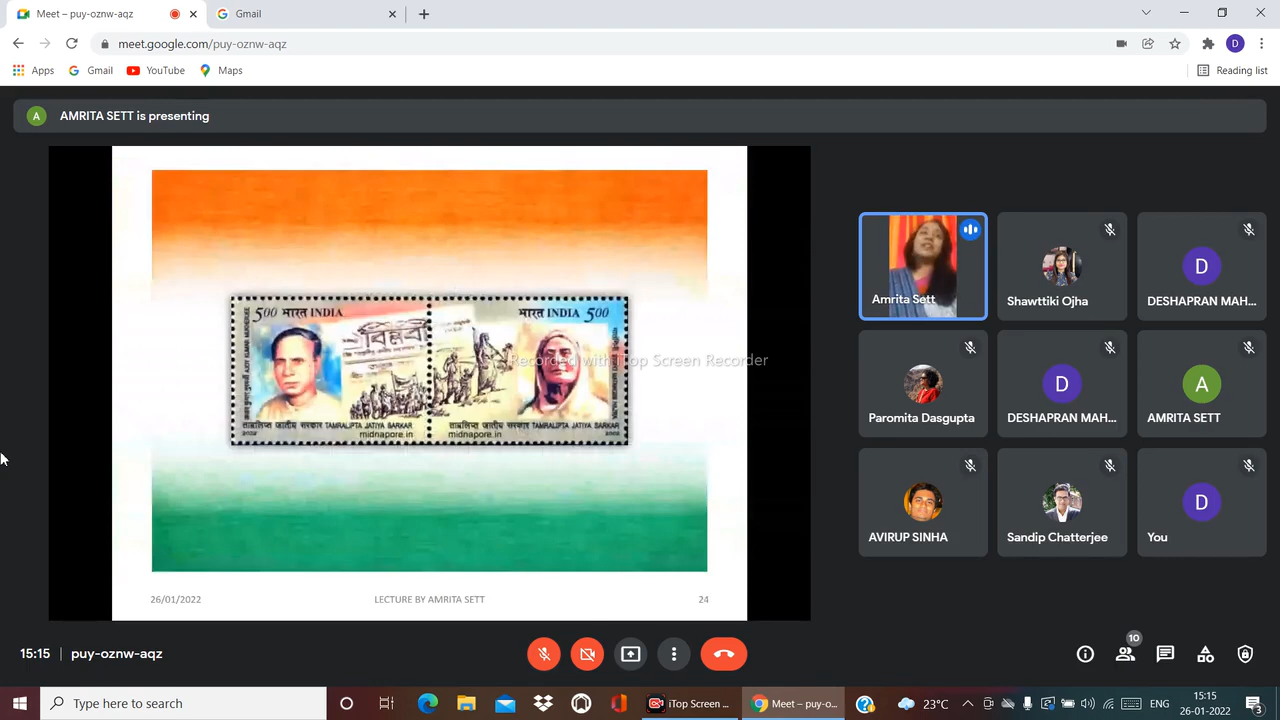 Meet – puy-oznw-aqz
Gmail
meet.google.com/puy-oznw-aqz
D
Apps
Gmail
YouTube
Maps
Reading list
A
AMRITA SETT is presenting
5.00 भारत INDIA
भारत INDIA 5.00
বিপ্লবী
ताम्रलिप्त जातीय सरकार TAMRALIPTA JATIYA SARKAR
ताम्रलिप्त जातीय सरकार TAMRALIPTA JATIYA SARKAR
midnapore.in
midnapore.in
Recorded with iTop Screen Recorder
26/01/2022
LECTURE BY AMRITA SETT
24
Amrita Sett
Shawttiki Ojha
D
DESHAPRAN MAH...
Paromita Dasgupta
D
DESHAPRAN MAH...
A
AMRITA SETT
AVIRUP SINHA
Sandip Chatterjee
D
You
15:15 | puy-oznw-aqz
10
Type here to search
iTop Screen ...
Meet – puy-o...
23°C
ENG
15:15
26-01-2022
3